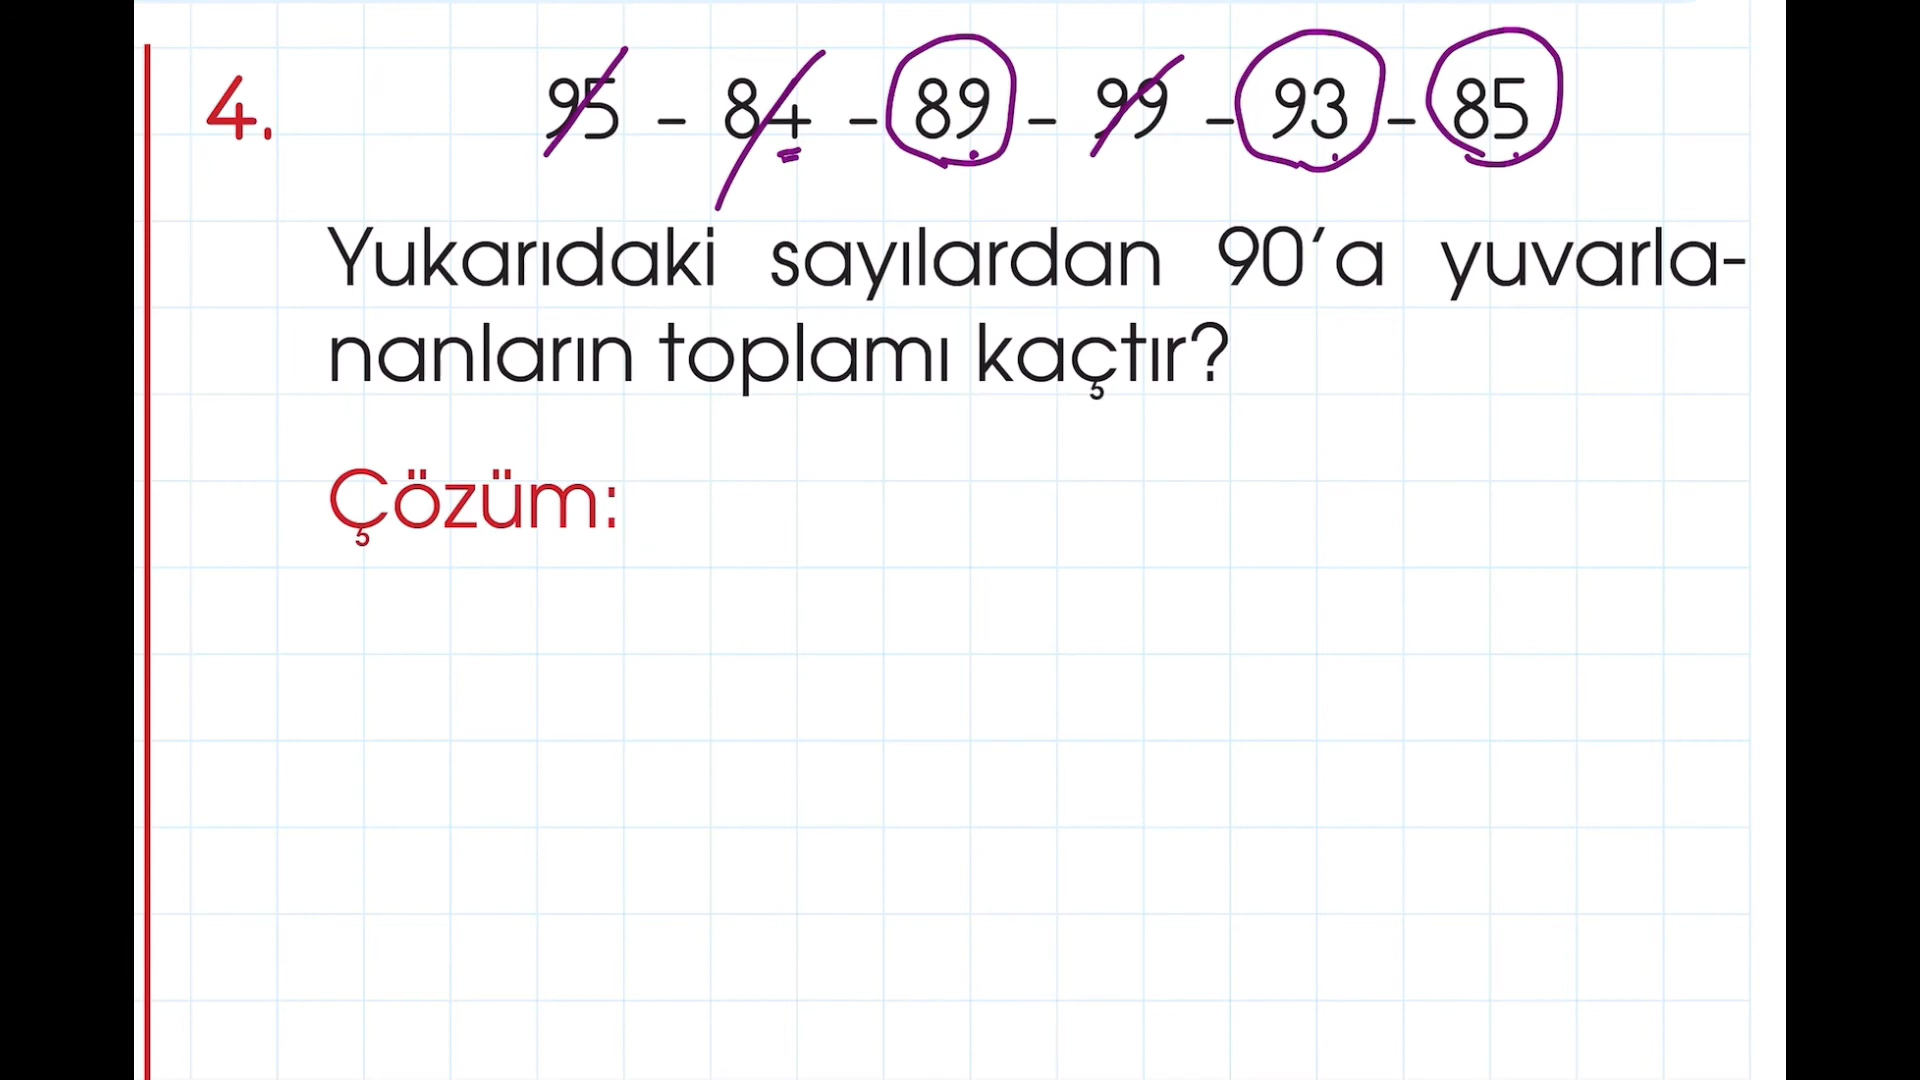 4. 95 - 84 - 89 - 99 - 93 - 85
Yukarıdaki sayılardan 90’a yuvarla-
nanların toplamı kaçtır?
Çözüm: